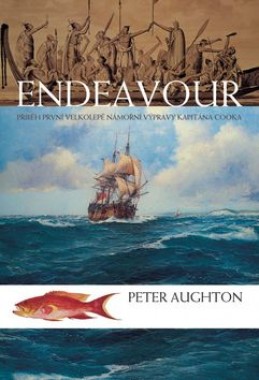 ENDEAVOUR
PŘÍBĚH PRVNÍ VELKOLEPÉ NÁMOŘNÍ VÝPRAVY KAPITÁNA COOKA
PETER AUGHTON